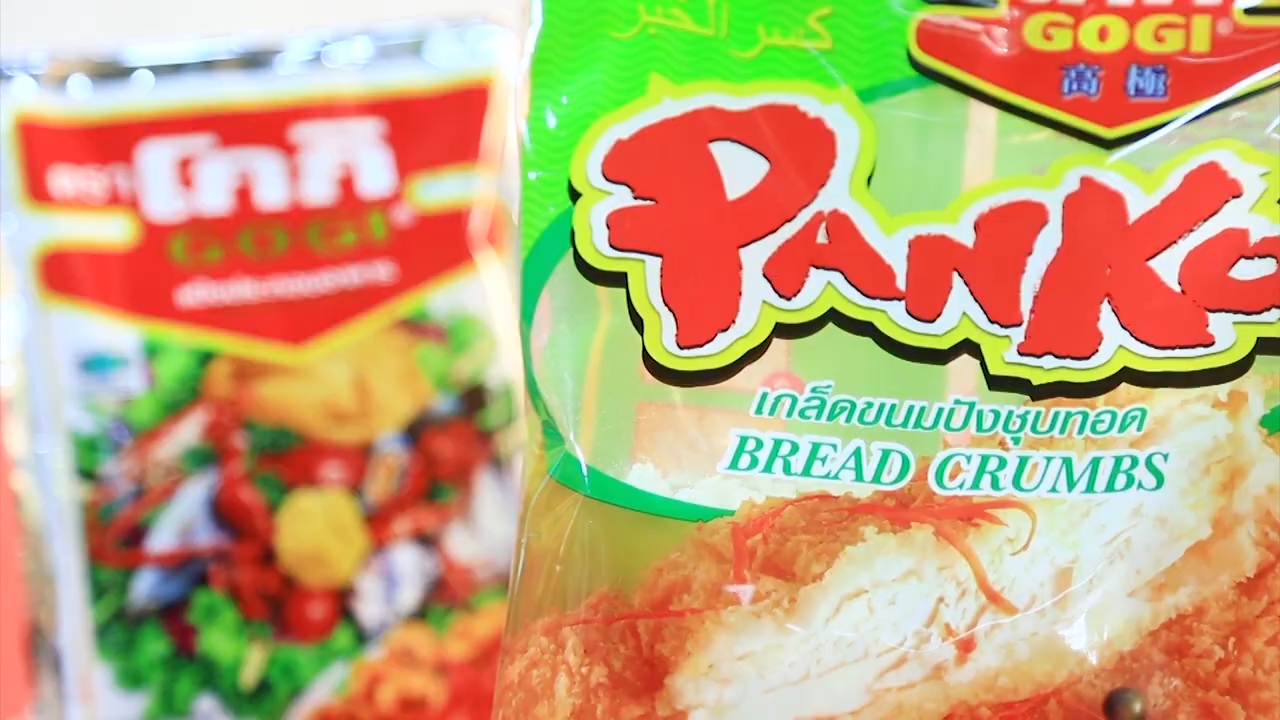 ตรา โกกิ
GOGI
كسر الخبز
GOGI®
高極
PANKO
เกล็ดขนมปังชุบทอด
BREAD CRUMBS